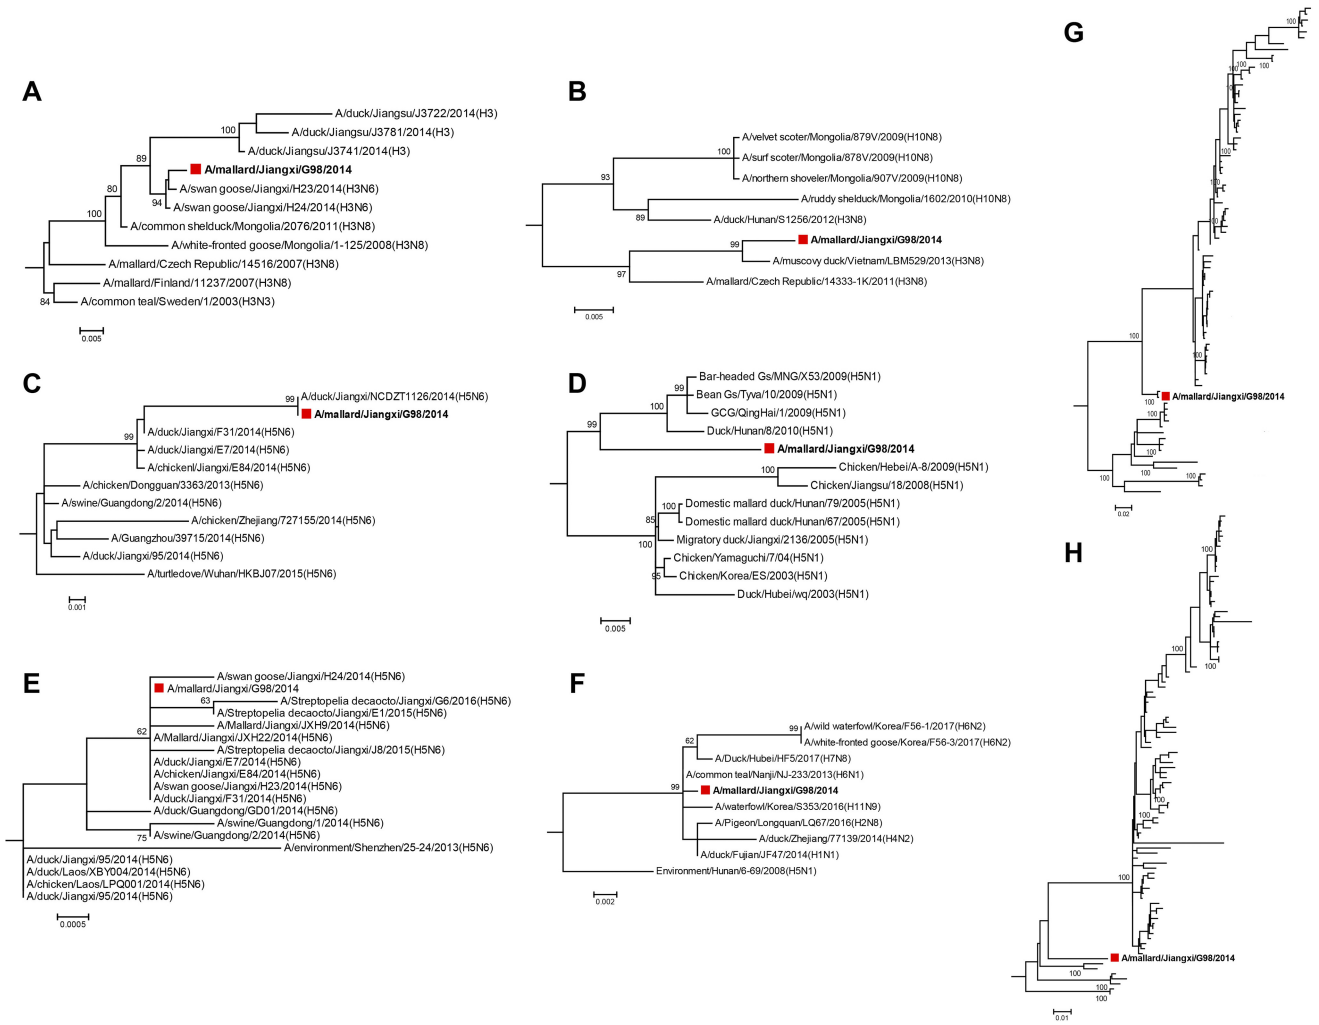 A
A/duck/Jiangsu/J3722/2014(H3)
A/duck/Jiangsu/J3781/2014(H3)
100
A/duck/Jiangsu/J3741/2014(H3)
89
A/mallard/Jiangxi/G98/2014
80
A/swan goose/Jiangxi/H23/2014(H3N6)
94
A/swan goose/Jiangxi/H24/2014(H3N6)
100
A/common shelduck/Mongolia/2076/2011(H3N8)
A/white-fronted goose/Mongolia/1-125/2008(H3N8)
A/mallard/Czech Republic/14516/2007(H3N8)
A/mallard/Finland/11237/2007(H3N8)
84
A/common teal/Sweden/1/2003(H3N3)
0.005
B
A/velvet scoter/Mongolia/879V/2009(H10N8)
100
A/surf scoter/Mongolia/878V/2009(H10N8)
93
A/northern shoveler/Mongolia/907V/2009(H10N8)
A/ruddy shelduck/Mongolia/1602/2010(H10N8)
89
A/duck/Hunan/S1256/2012(H3N8)
99
A/mallard/Jiangxi/G98/2014
A/muscovy duck/Vietnam/LBM529/2013(H3N8)
97
A/mallard/Czech Republic/14333-1K/2011(H3N8)
0.005
C
99
A/duck/Jiangxi/NCDZT1126/2014(H5N6)
A/mallard/Jiangxi/G98/2014
99
A/duck/Jiangxi/F31/2014(H5N6)
A/duck/Jiangxi/E7/2014(H5N6)
A/chickenl/Jiangxi/E84/2014(H5N6)
A/chicken/Dongguan/3363/2013(H5N6)
A/swine/Guangdong/2/2014(H5N6)
A/chicken/Zhejiang/727155/2014(H5N6)
A/Guangzhou/39715/2014(H5N6)
A/duck/Jiangxi/95/2014(H5N6)
A/turtledove/Wuhan/HKBJ07/2015(H5N6)
0.001
D
Bar-headed Gs/MNG/X53/2009(H5N1)
99
Bean Gs/Tyva/10/2009(H5N1)
100
GCG/QingHai/1/2009(H5N1)
99
Duck/Hunan/8/2010(H5N1)
A/mallard/Jiangxi/G98/2014
100
Chicken/Hebei/A-8/2009(H5N1)
Chicken/Jiangsu/18/2008(H5N1)
Domestic mallard duck/Hunan/79/2005(H5N1)
100
85
Domestic mallard duck/Hunan/67/2005(H5N1)
100
Migratory duck/Jiangxi/2136/2005(H5N1)
Chicken/Yamaguchi/7/04(H5N1)
95
Chicken/Korea/ES/2003(H5N1)
Duck/Hubei/wq/2003(H5N1)
0.005
E
A/swan goose/Jiangxi/H24/2014(H5N6)
A/mallard/Jiangxi/G98/2014
63
A/Streptopelia decaocto/Jiangxi/G6/2016(H5N6)
A/Streptopelia decaocto/Jiangxi/E1/2015(H5N6)
A/Mallard/Jiangxi/JXH9/2014(H5N6)
62
A/Mallard/Jiangxi/JXH22/2014(H5N6)
A/Streptopelia decaocto/Jiangxi/J8/2015(H5N6)
A/duck/Jiangxi/E7/2014(H5N6)
A/chicken/Jiangxi/E84/2014(H5N6)
A/swan goose/Jiangxi/H23/2014(H5N6)
A/duck/Jiangxi/F31/2014(H5N6)
A/duck/Guangdong/GD01/2014(H5N6)
A/swine/Guangdong/1/2014(H5N6)
75
A/swine/Guangdong/2/2014(H5N6)
A/environment/Shenzhen/25-24/2013(H5N6)
A/duck/Jiangxi/95/2014(H5N6)
A/duck/Laos/XBY004/2014(H5N6)
A/chicken/Laos/LPQ001/2014(H5N6)
A/duck/Jiangxi/95/2014(H5N6)
0.0005
F
99
A/wild waterfowl/Korea/F56-1/2017(H6N2)
62
A/white-fronted goose/Korea/F56-3/2017(H6N2)
A/Duck/Hubei/HF5/2017(H7N8)
A/common teal/Nanji/NJ-233/2013(H6N1)
99
A/mallard/Jiangxi/G98/2014
A/waterfowl/Korea/S353/2016(H11N9)
A/Pigeon/Longquan/LQ67/2016(H2N8)
A/duck/Zhejiang/77139/2014(H4N2)
A/duck/Fujian/JF47/2014(H1N1)
Environment/Hunan/6-69/2008(H5N1)
0.002
G
100
100
100
100
100
100
100
100
100
100
A/mallard/Jiangxi/G98/2014
100
100
100
100
100
0.02
H
100
100
100
100
100
100
A/mallard/Jiangxi/G98/2014
100
100
100
0.01